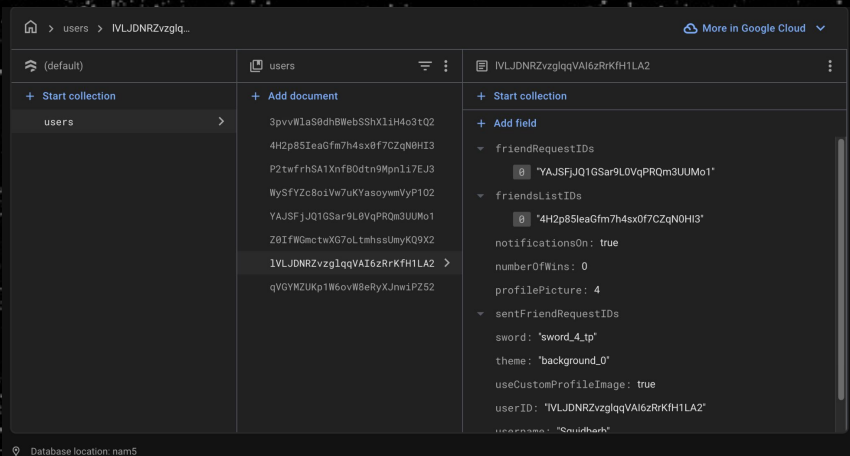 users
lVLJDNRZvzglq…
More in Google Cloud
(default)
+ Start collection
users
users
+ Add document
3pvvWlaS0dhBWebSShXliH4o3tQ2
4H2p85IeaGfm7h4sx0f7CZqN0HI3
P2twfrhSA1XnfBOdtn9Mpnli7EJ3
WySfYZc8oiVw7uKYasoywmVyP1O2
YAJSFjJQ1GSar9L0VqPRQm3UUMo1
Z0IfWGmctwXG7oLtmhssUmyKQ9X2
lVLJDNRZvzglqqVAI6zRrKfH1LA2
qVGYMZUKp1W6ovW8eRyXJnwiPZ52
lVLJDNRZvzglqqVAI6zRrKfH1LA2
+ Start collection
+ Add field
friendRequestIDs
0 "YAJSFjJQ1GSar9L0VqPRQm3UUMo1"
friendsListIDs
0 "4H2p85IeaGfm7h4sx0f7CZqN0HI3"
notificationsOn: true
numberOfWins: 0
profilePicture: 4
sentFriendRequestIDs
sword: "sword_4_tp"
theme: "background_0"
useCustomProfileImage: true
userID: "lVLJDNRZvzglqqVAI6zRrKfH1LA2"
username: "Squidherb"
Database location: nam5